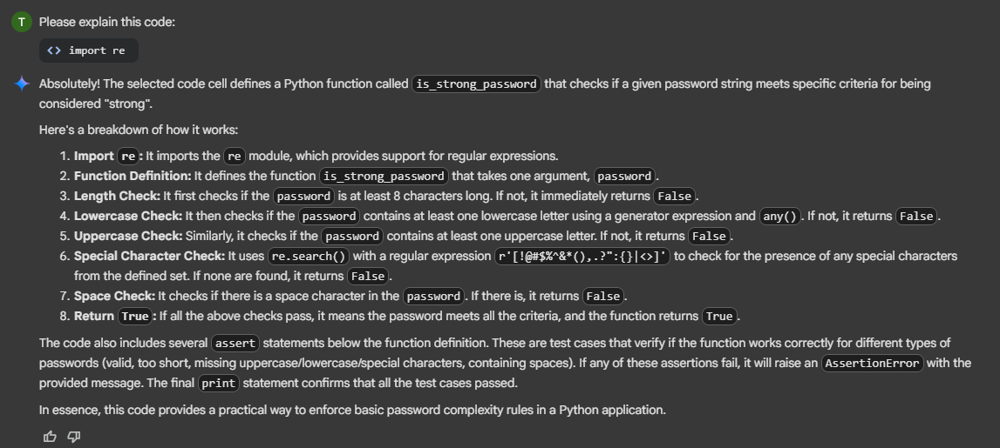 T Please explain this code:
<> import re
Absolutely! The selected code cell defines a Python function called is_strong_password that checks if a given password string meets specific criteria for being
considered "strong".
Here's a breakdown of how it works:
1. Import re: It imports the re module, which provides support for regular expressions.
2. Function Definition: It defines the function is_strong_password that takes one argument, password.
3. Length Check: It first checks if the password is at least 8 characters long. If not, it immediately returns False.
4. Lowercase Check: It then checks if the password contains at least one lowercase letter using a generator expression and any(). If not, it returns False.
5. Uppercase Check: Similarly, it checks if the password contains at least one uppercase letter. If not, it returns False.
6. Special Character Check: It uses re.search() with a regular expression r'[!@#$%^&*(),.?":{}|<>]' to check for the presence of any special characters
from the defined set. If none are found, it returns False.
7. Space Check: It checks if there is a space character in the password. If there is, it returns False.
8. Return True: If all the above checks pass, it means the password meets all the criteria, and the function returns True.
The code also includes several assert statements below the function definition. These are test cases that verify if the function works correctly for different types of
passwords (valid, too short, missing uppercase/lowercase/special characters, containing spaces). If any of these assertions fail, it will raise an AssertionError with the
provided message. The final print statement confirms that all the test cases passed.
In essence, this code provides a practical way to enforce basic password complexity rules in a Python application.